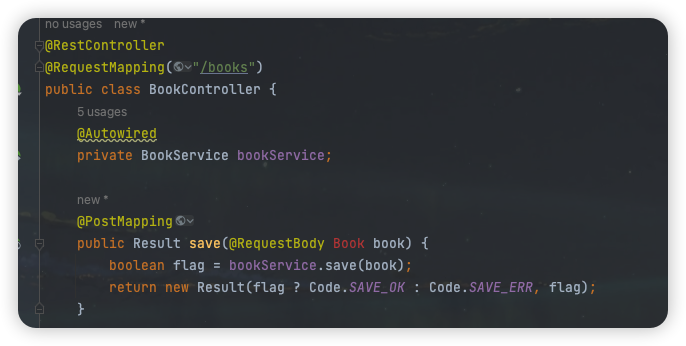 no usages new *
@RestController
@RequestMapping("/books")
public class BookController {
5 usages
@Autowired
private BookService bookService;
new *
@PostMapping
public Result save(@RequestBody Book book) {
boolean flag = bookService.save(book);
return new Result(flag ? Code.SAVE_OK : Code.SAVE_ERR, flag);
}